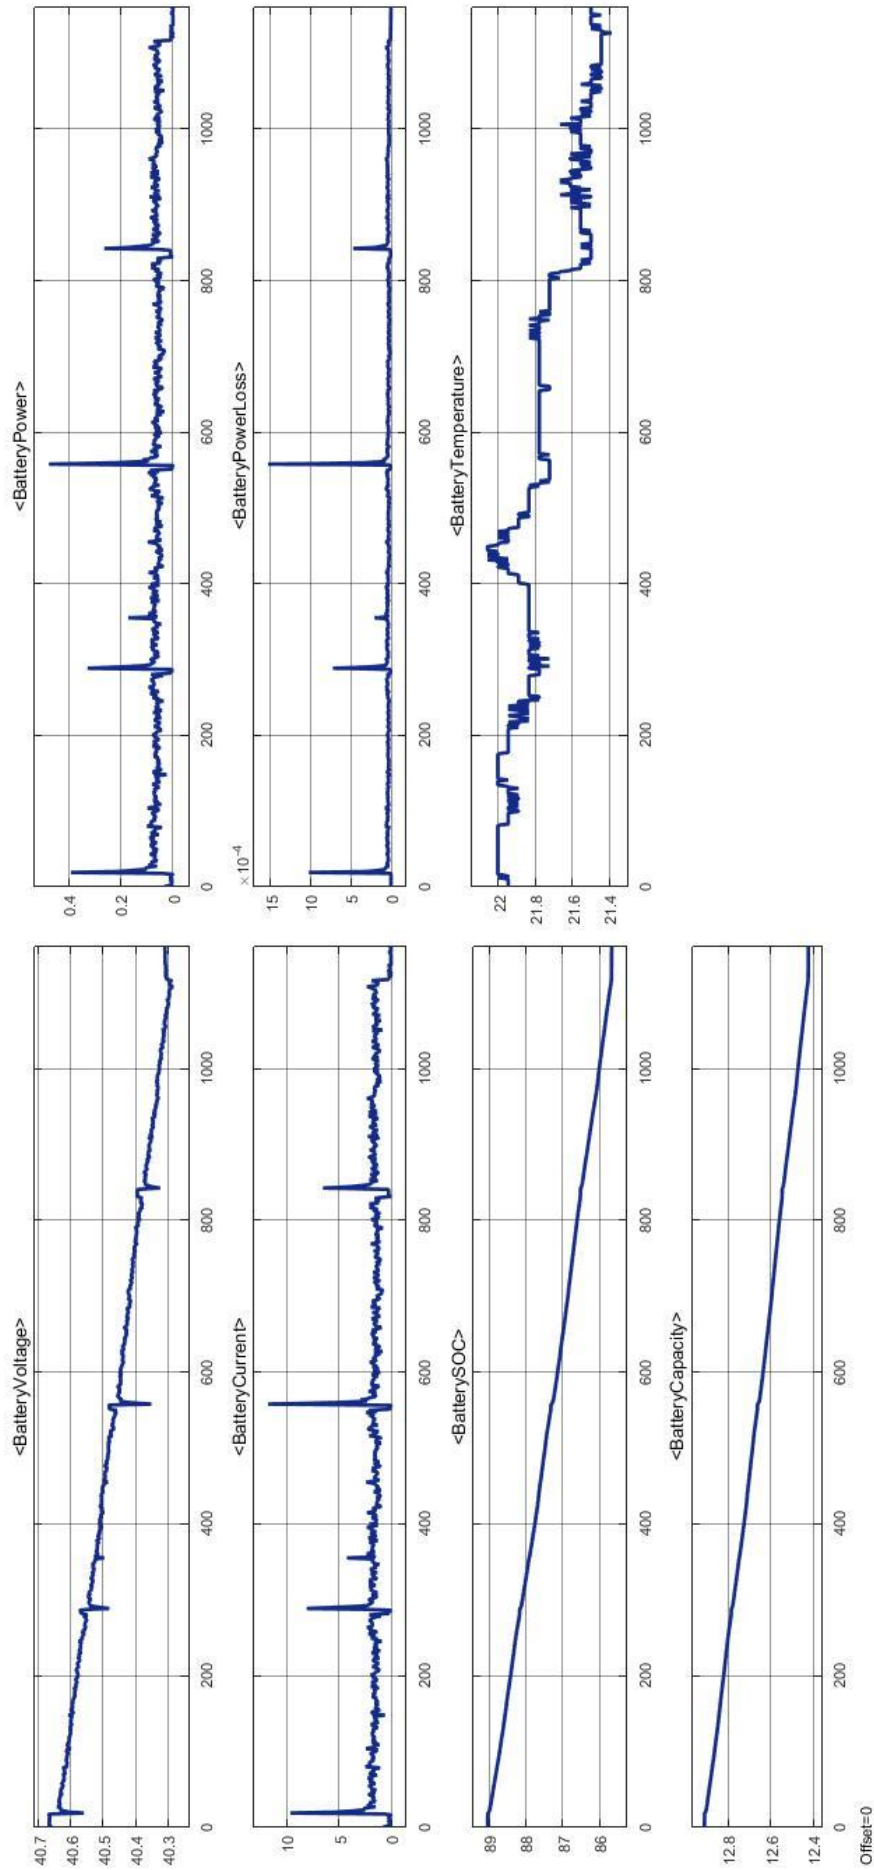 <BatteryVoltage>
40.7
40.6
40.5
40.4
40.3
0 200 400 600 800 1000
<BatteryCurrent>
10
5
0
0 200 400 600 800 1000
<BatterySOC>
89
88
87
86
0 200 400 600 800 1000
<BatteryCapacity>
12.8
12.6
12.4
0 200 400 600 800 1000
Offset=0
<BatteryPower>
0.4
0.2
0
0 200 400 600 800 1000
<BatteryPowerLoss>
×10⁻⁴
15
10
5
0
0 200 400 600 800 1000
<BatteryTemperature>
22
21.8
21.6
21.4
0 200 400 600 800 1000